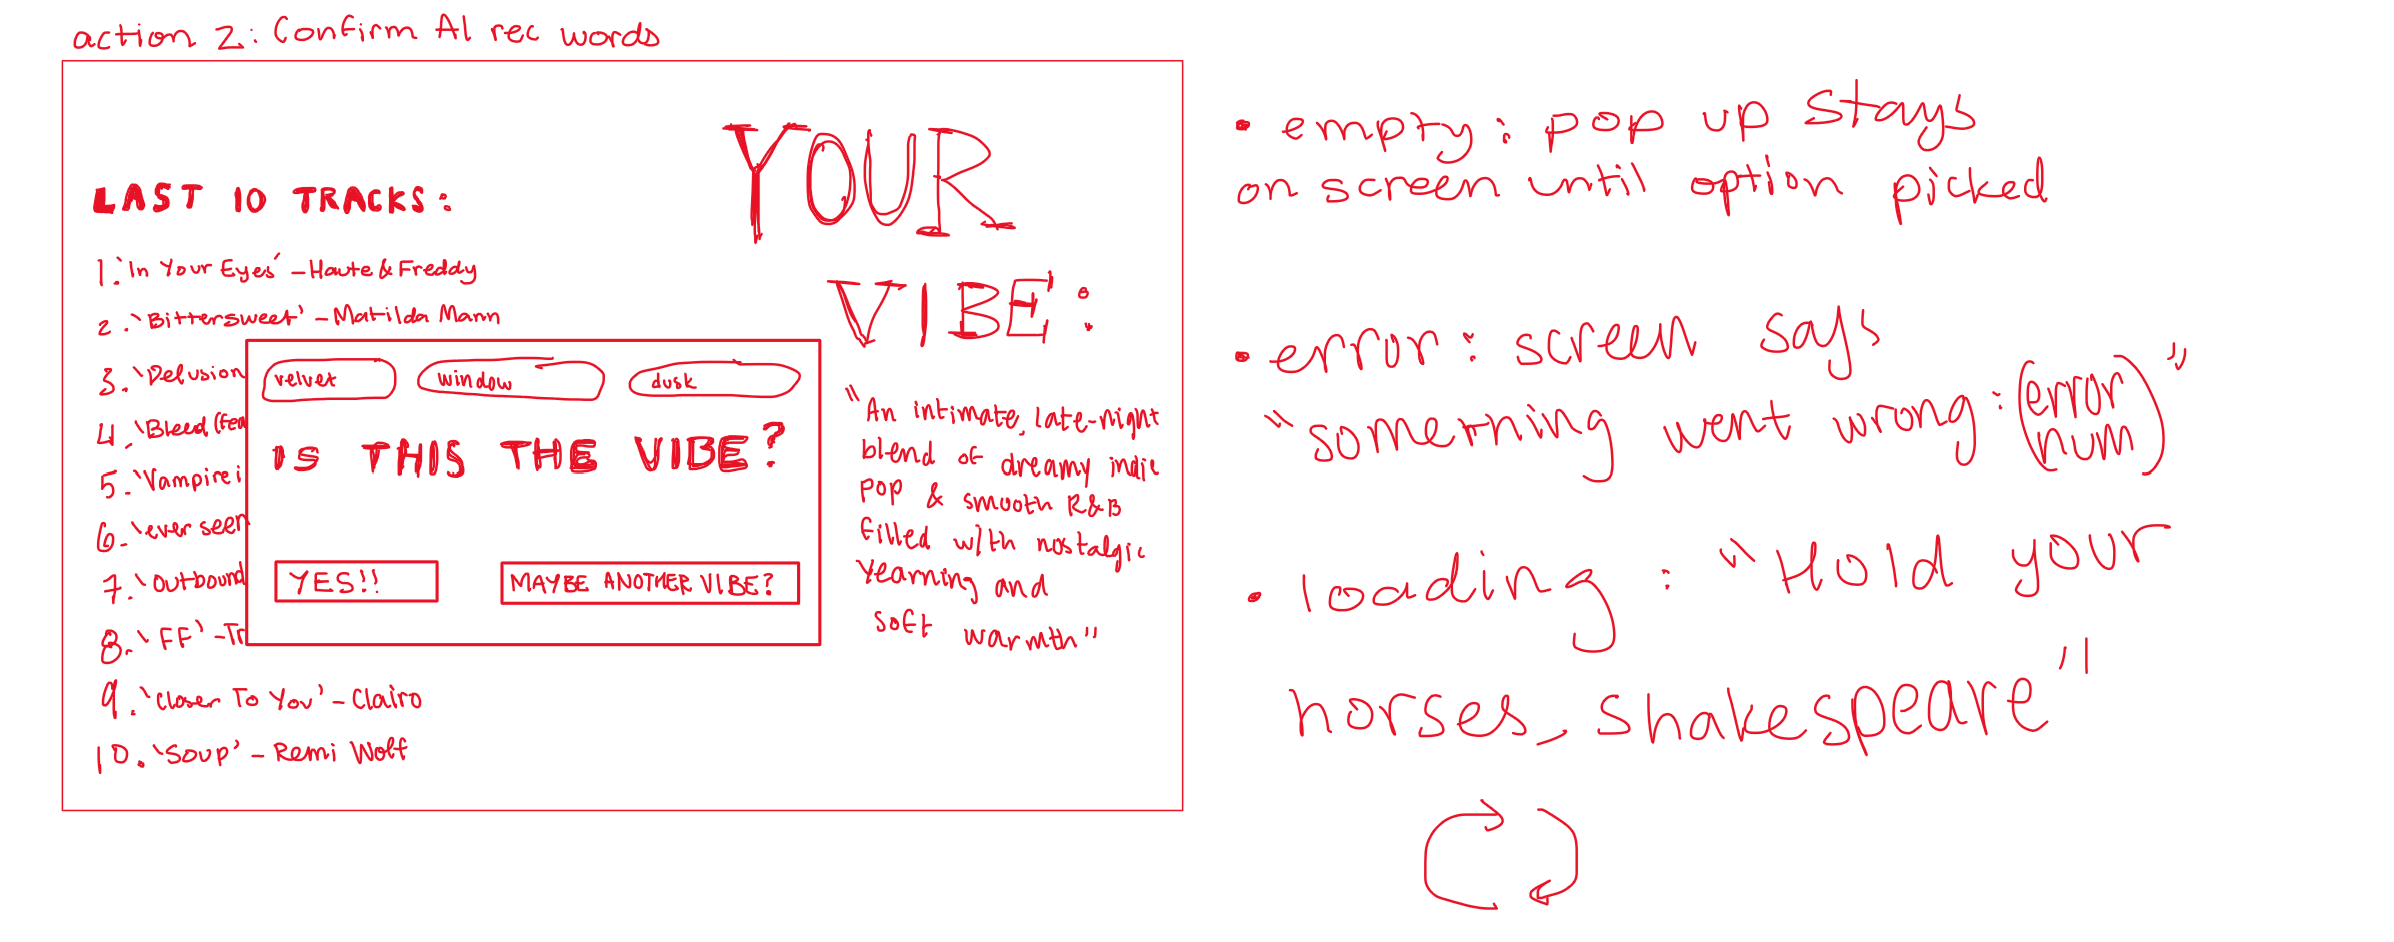 action 2: Confirm AI rec words
LAST 10 TRACKS:
1. 'In Your Eyes' - Haute & Freddy
2. 'Bittersweet' - Matilda Mann
3. 'Delusion
4. 'Bleed (fea
5. 'Vampire i
6. 'ever seen
7. 'Outbound
8. 'FF' - Tr
9. 'Closer To You' - Clairo
10. 'Soup' - Remi Wolf
velvet window dusk
IS THIS THE VIBE?
YES!! MAYBE ANOTHER VIBE?
YOUR
VIBE:
"An intimate, late-night
blend of dreamy indie
pop & smooth R&B
filled with nostalgic
yearning and
soft warmth"
• empty: pop up stays
on screen until option picked
• error: screen says
"something went wrong: (error
num)"
• loading: "Hold your
horses, shakespeare"